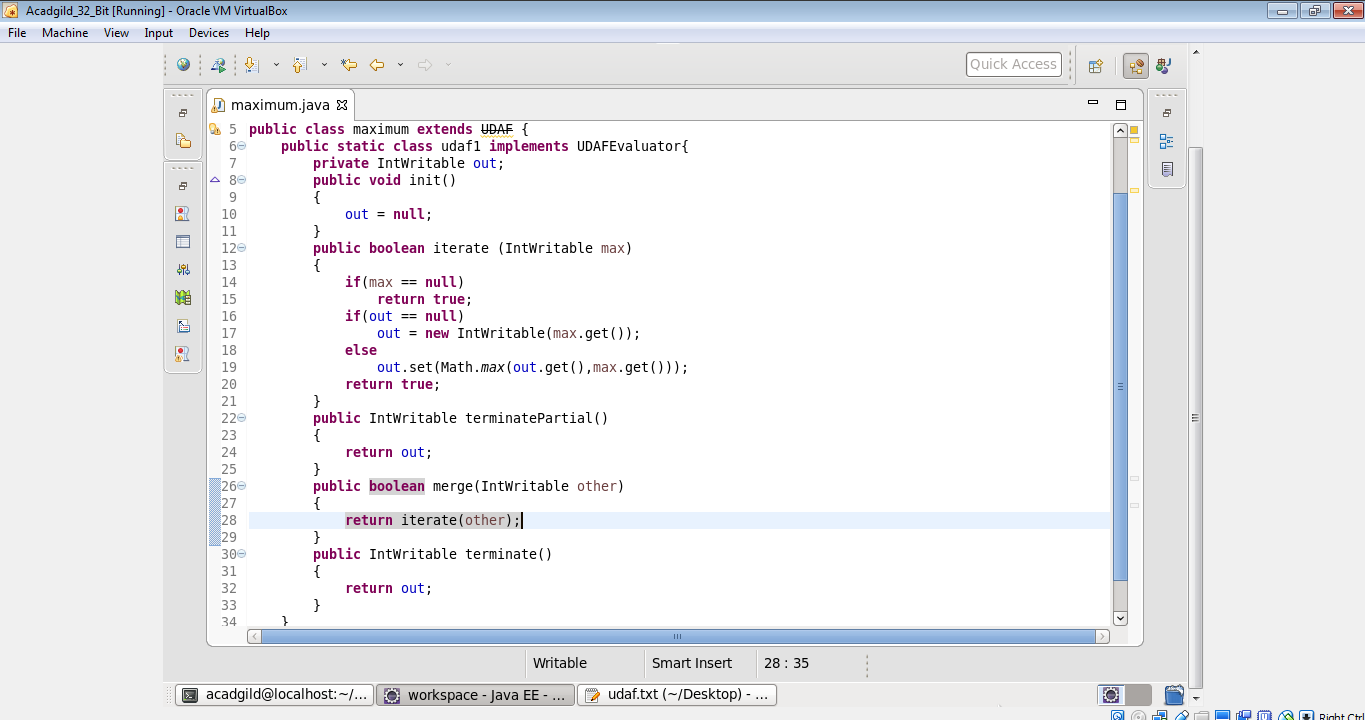 Acadgild_32_Bit [Running] - Oracle VM VirtualBox
File Machine View Input Devices Help
Quick Access
maximum.java
5 public class maximum extends UDAF {
6 public static class udaf1 implements UDAFEvaluator{
7 private IntWritable out;
8 public void init()
9 {
10 out = null;
11 }
12 public boolean iterate (IntWritable max)
13 {
14 if(max == null)
15 return true;
16 if(out == null)
17 out = new IntWritable(max.get());
18 else
19 out.set(Math.max(out.get(),max.get()));
20 return true;
21 }
22 public IntWritable terminatePartial()
23 {
24 return out;
25 }
26 public boolean merge(IntWritable other)
27 {
28 return iterate(other);
29 }
30 public IntWritable terminate()
31 {
32 return out;
33 }
34 }
Writable Smart Insert 28 : 35
acadgild@localhost:~/... workspace - Java EE - ... udaf.txt (~/Desktop) - ...
Right Ctrl